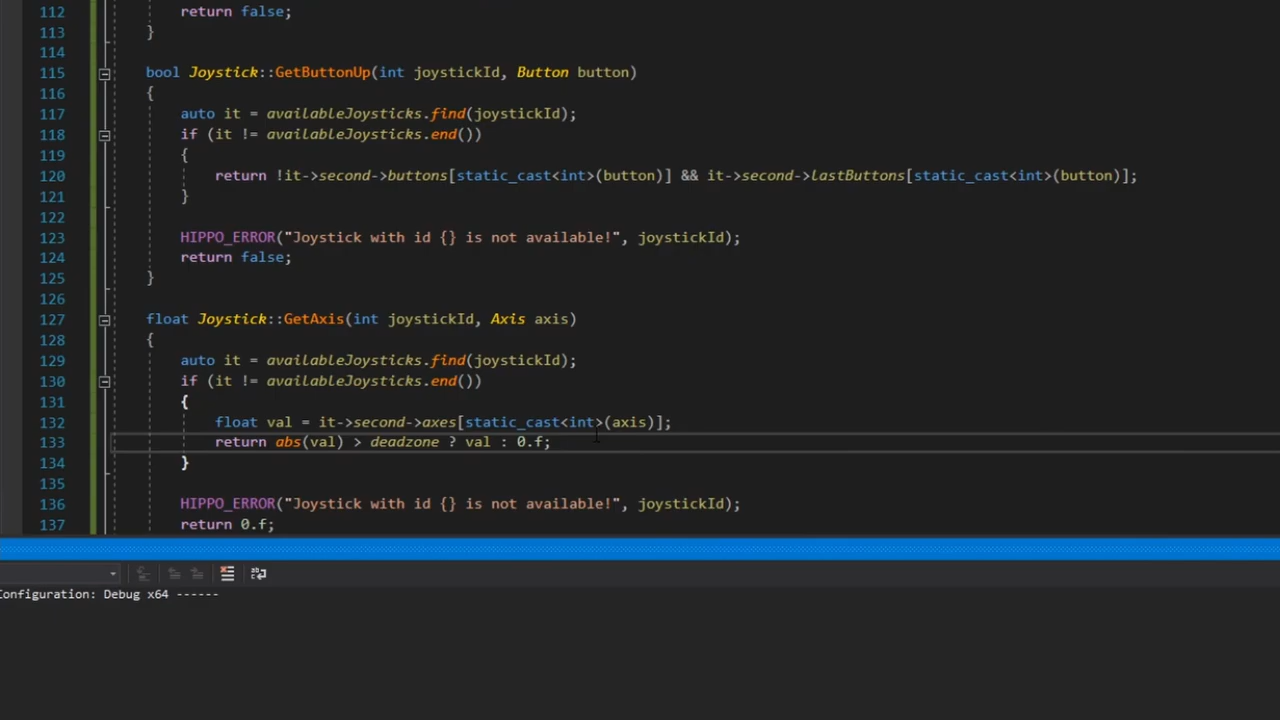 112 return false;
113 }
114
115 bool Joystick::GetButtonUp(int joystickId, Button button)
116 {
117 auto it = availableJoysticks.find(joystickId);
118 if (it != availableJoysticks.end())
119 {
120 return !it->second->buttons[static_cast<int>(button)] && it->second->lastButtons[static_cast<int>(button)];
121 }
122
123 HIPPO_ERROR("Joystick with id {} is not available!", joystickId);
124 return false;
125 }
126
127 float Joystick::GetAxis(int joystickId, Axis axis)
128 {
129 auto it = availableJoysticks.find(joystickId);
130 if (it != availableJoysticks.end())
131 {
132 float val = it->second->axes[static_cast<int>(axis)];
133 return abs(val) > deadzone ? val : 0.f;
134 }
135
136 HIPPO_ERROR("Joystick with id {} is not available!", joystickId);
137 return 0.f;
Configuration: Debug x64 ------